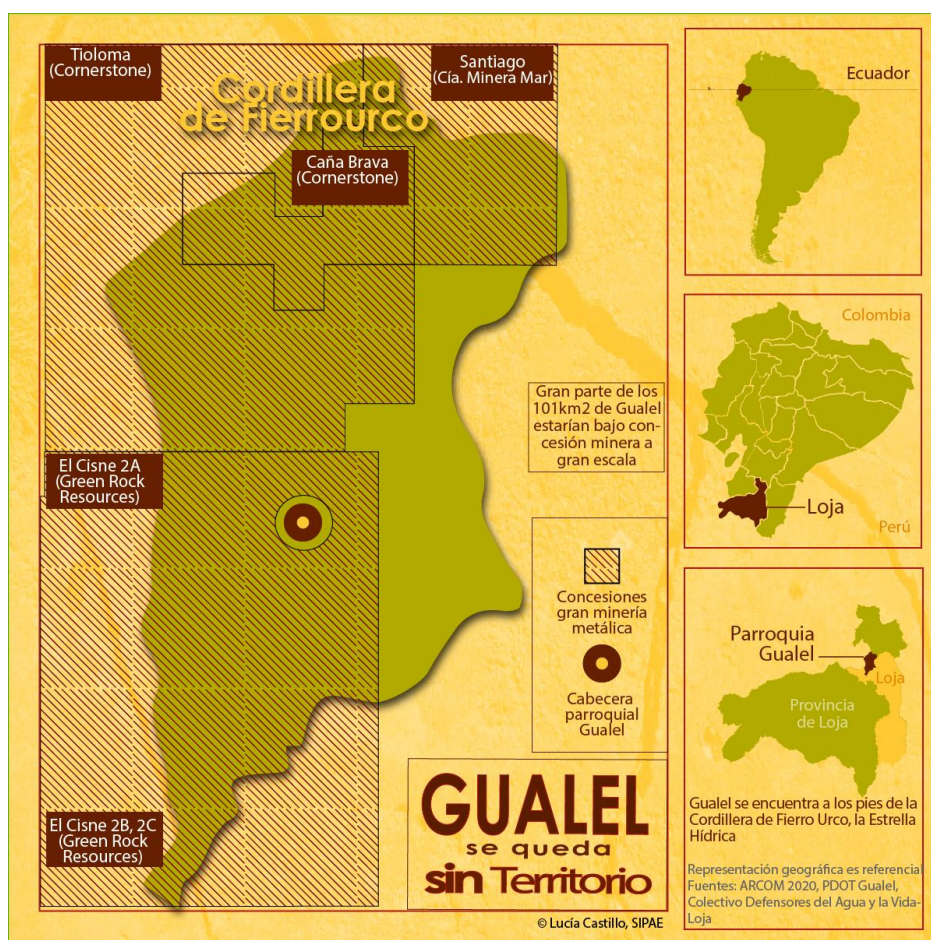 Tioloma
(Cornerstone)
Santiago
(Cía. Minera Mar)
Cordillera
de Fierrourco
Caña Brava
(Cornerstone)
Gran parte de los
101km2 de Gualel
estarían bajo con-
cesión minera a
gran escala
El Cisne 2A
(Green Rock
Resources)
Concesiones
gran minería
metálica
Cabecera
parroquial
Gualel
El Cisne 2B, 2C
(Green Rock
Resources)
GUALEL
se queda
sin Territorio
© Lucía Castillo, SIPAE
Ecuador
Colombia
Loja
Perú
Parroquia
Gualel
Loja
Provincia
de Loja
Gualel se encuentra a los pies de la
Cordillera de Fierro Urco, la Estrella
Hídrica
Representación geográfica es referencial
Fuentes: ARCOM 2020, PDOT Gualel,
Colectivo Defensores del Agua y la Vida-
Loja